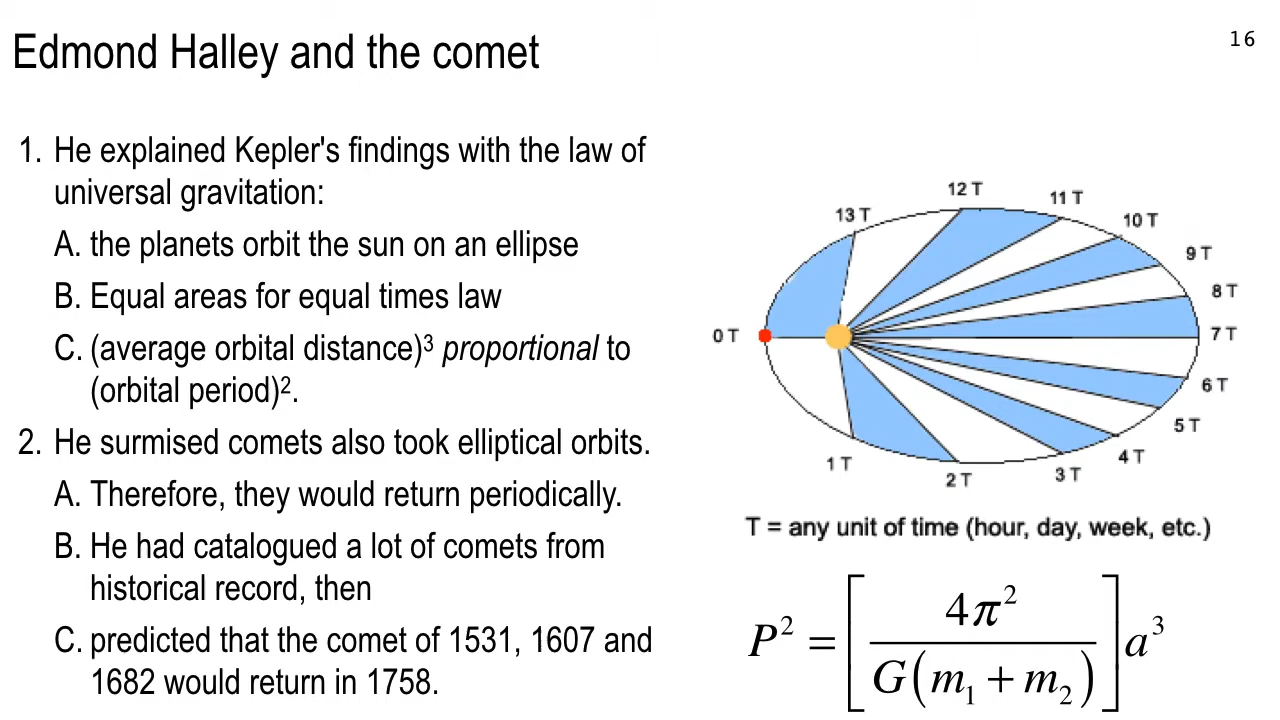 Edmond Halley and the comet
16
1. He explained Kepler's findings with the law of
universal gravitation:
A. the planets orbit the sun on an ellipse
B. Equal areas for equal times law
C. (average orbital distance)³ proportional to
(orbital period)².
2. He surmised comets also took elliptical orbits.
A. Therefore, they would return periodically.
B. He had catalogued a lot of comets from
historical record, then
C. predicted that the comet of 1531, 1607 and
1682 would return in 1758.
12 T
11 T
13 T
10 T
9 T
8 T
0 T
7 T
6 T
5 T
1 T
4 T
2 T
3 T
T = any unit of time (hour, day, week, etc.)
P² = [4π² / G(m₁ + m₂)] a³